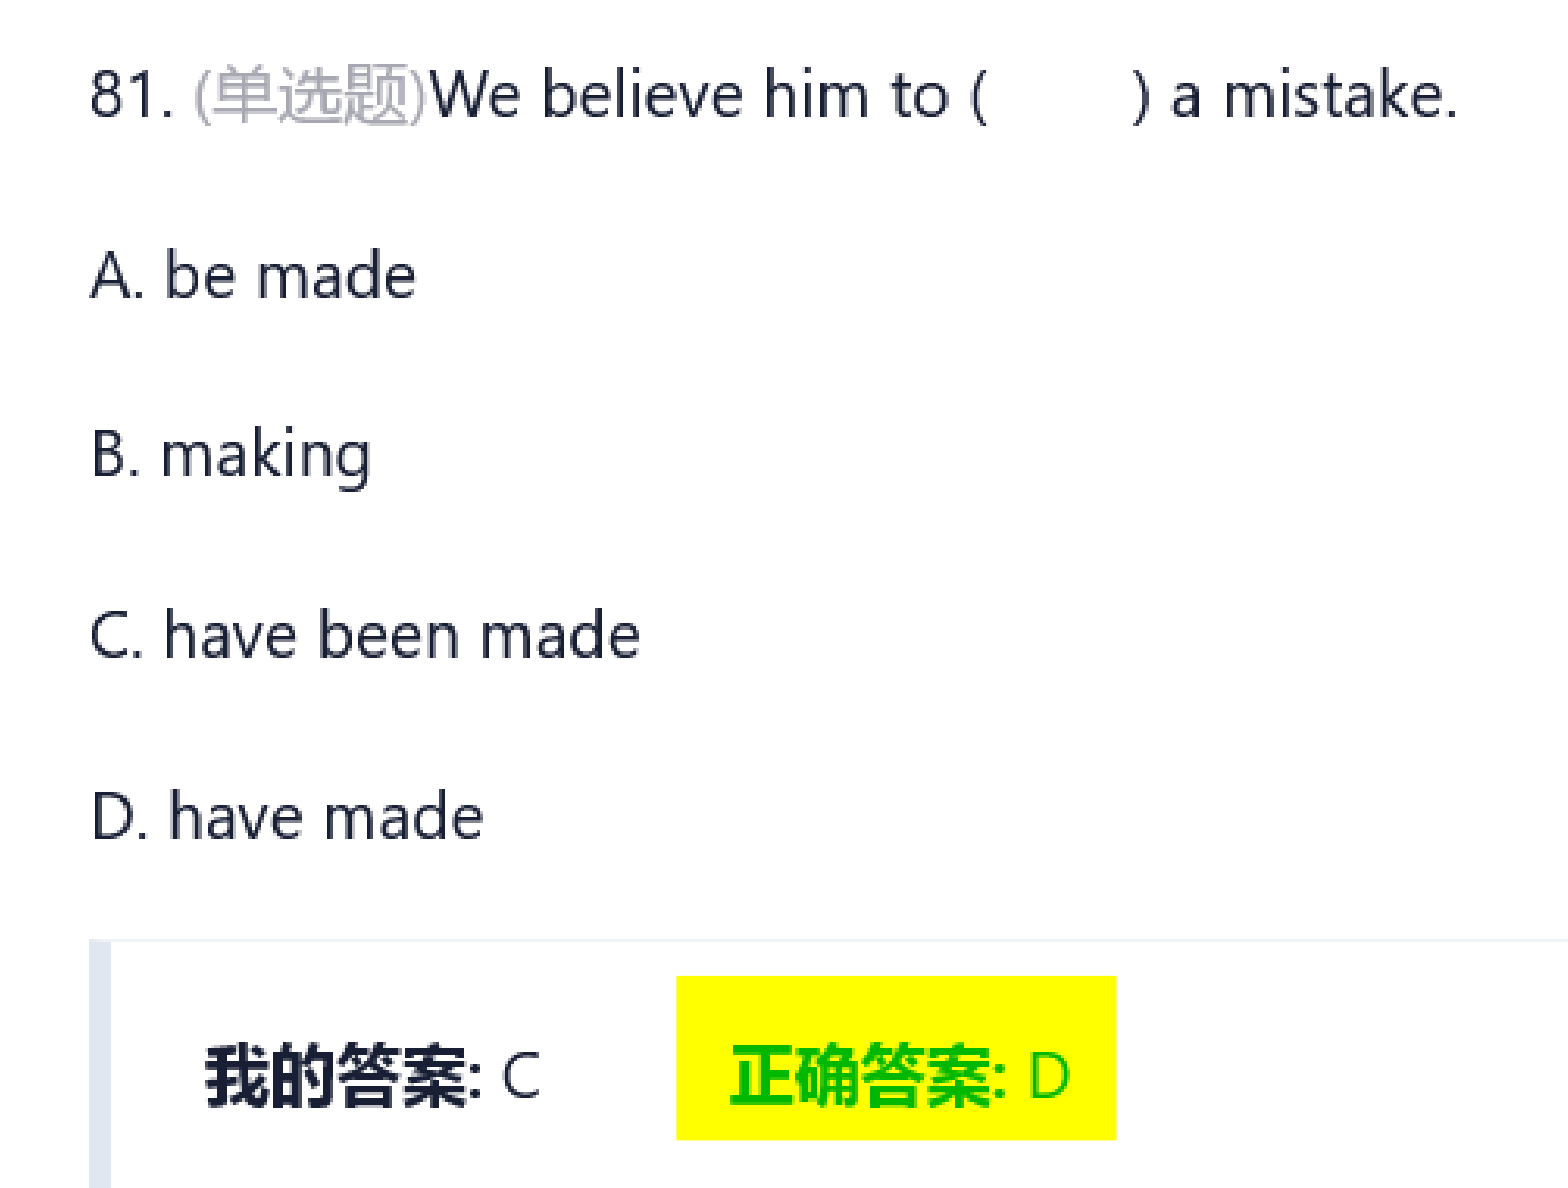 81. (单选题)We believe him to (      ) a mistake.
A. be made
B. making
C. have been made
D. have made
我的答案: C 正确答案: D